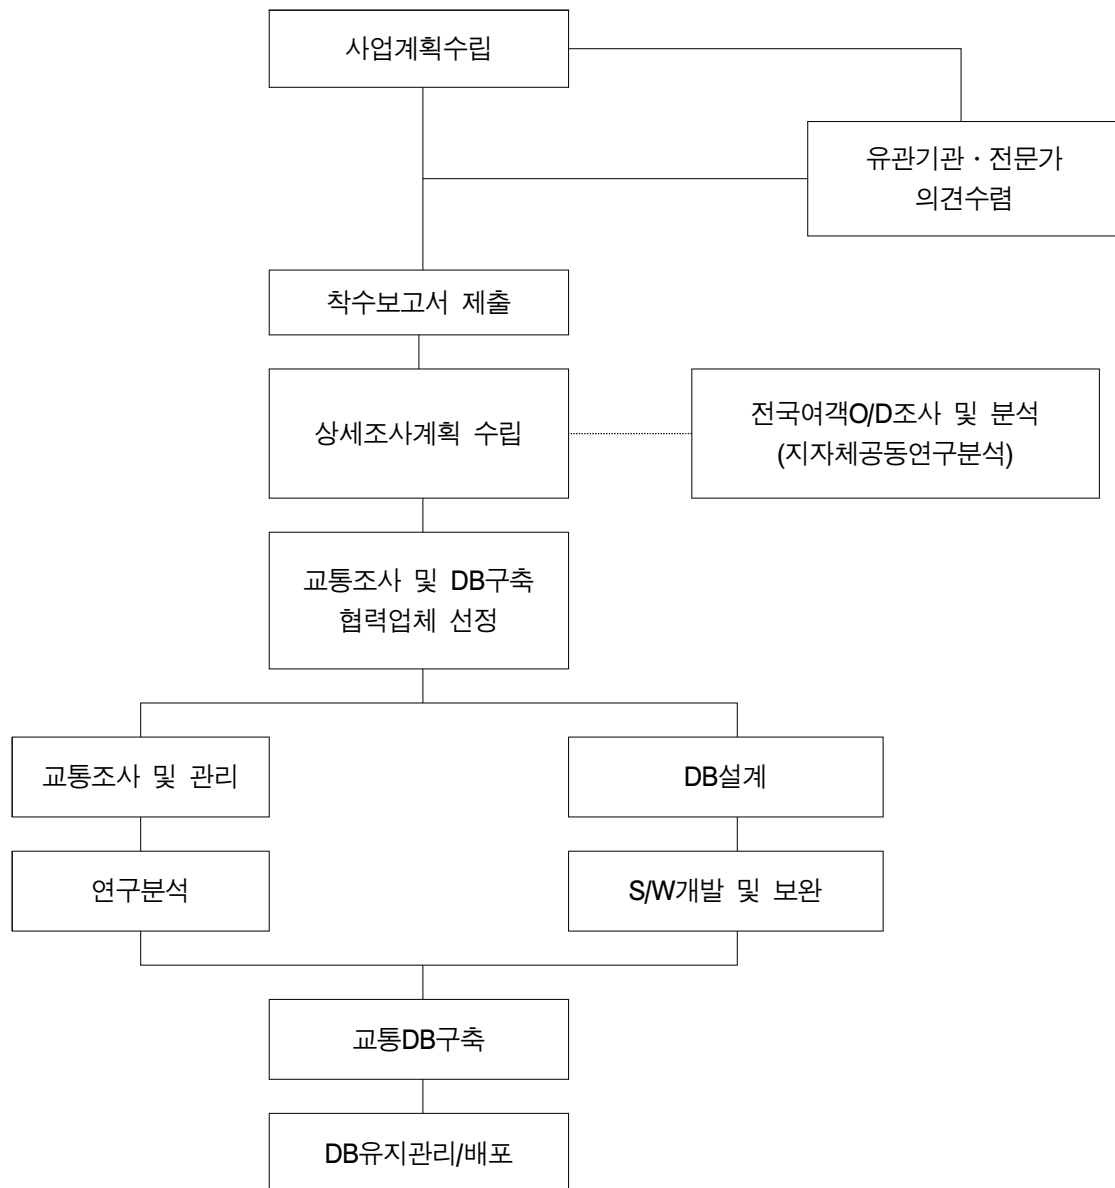 사업계획수립
유관기관 · 전문가
의견수렴
착수보고서 제출
상세조사계획 수립
전국여객O/D조사 및 분석
(지자체공동연구분석)
교통조사 및 DB구축
협력업체 선정
교통조사 및 관리
DB설계
연구분석
S/W개발 및 보완
교통DB구축
DB유지관리/배포